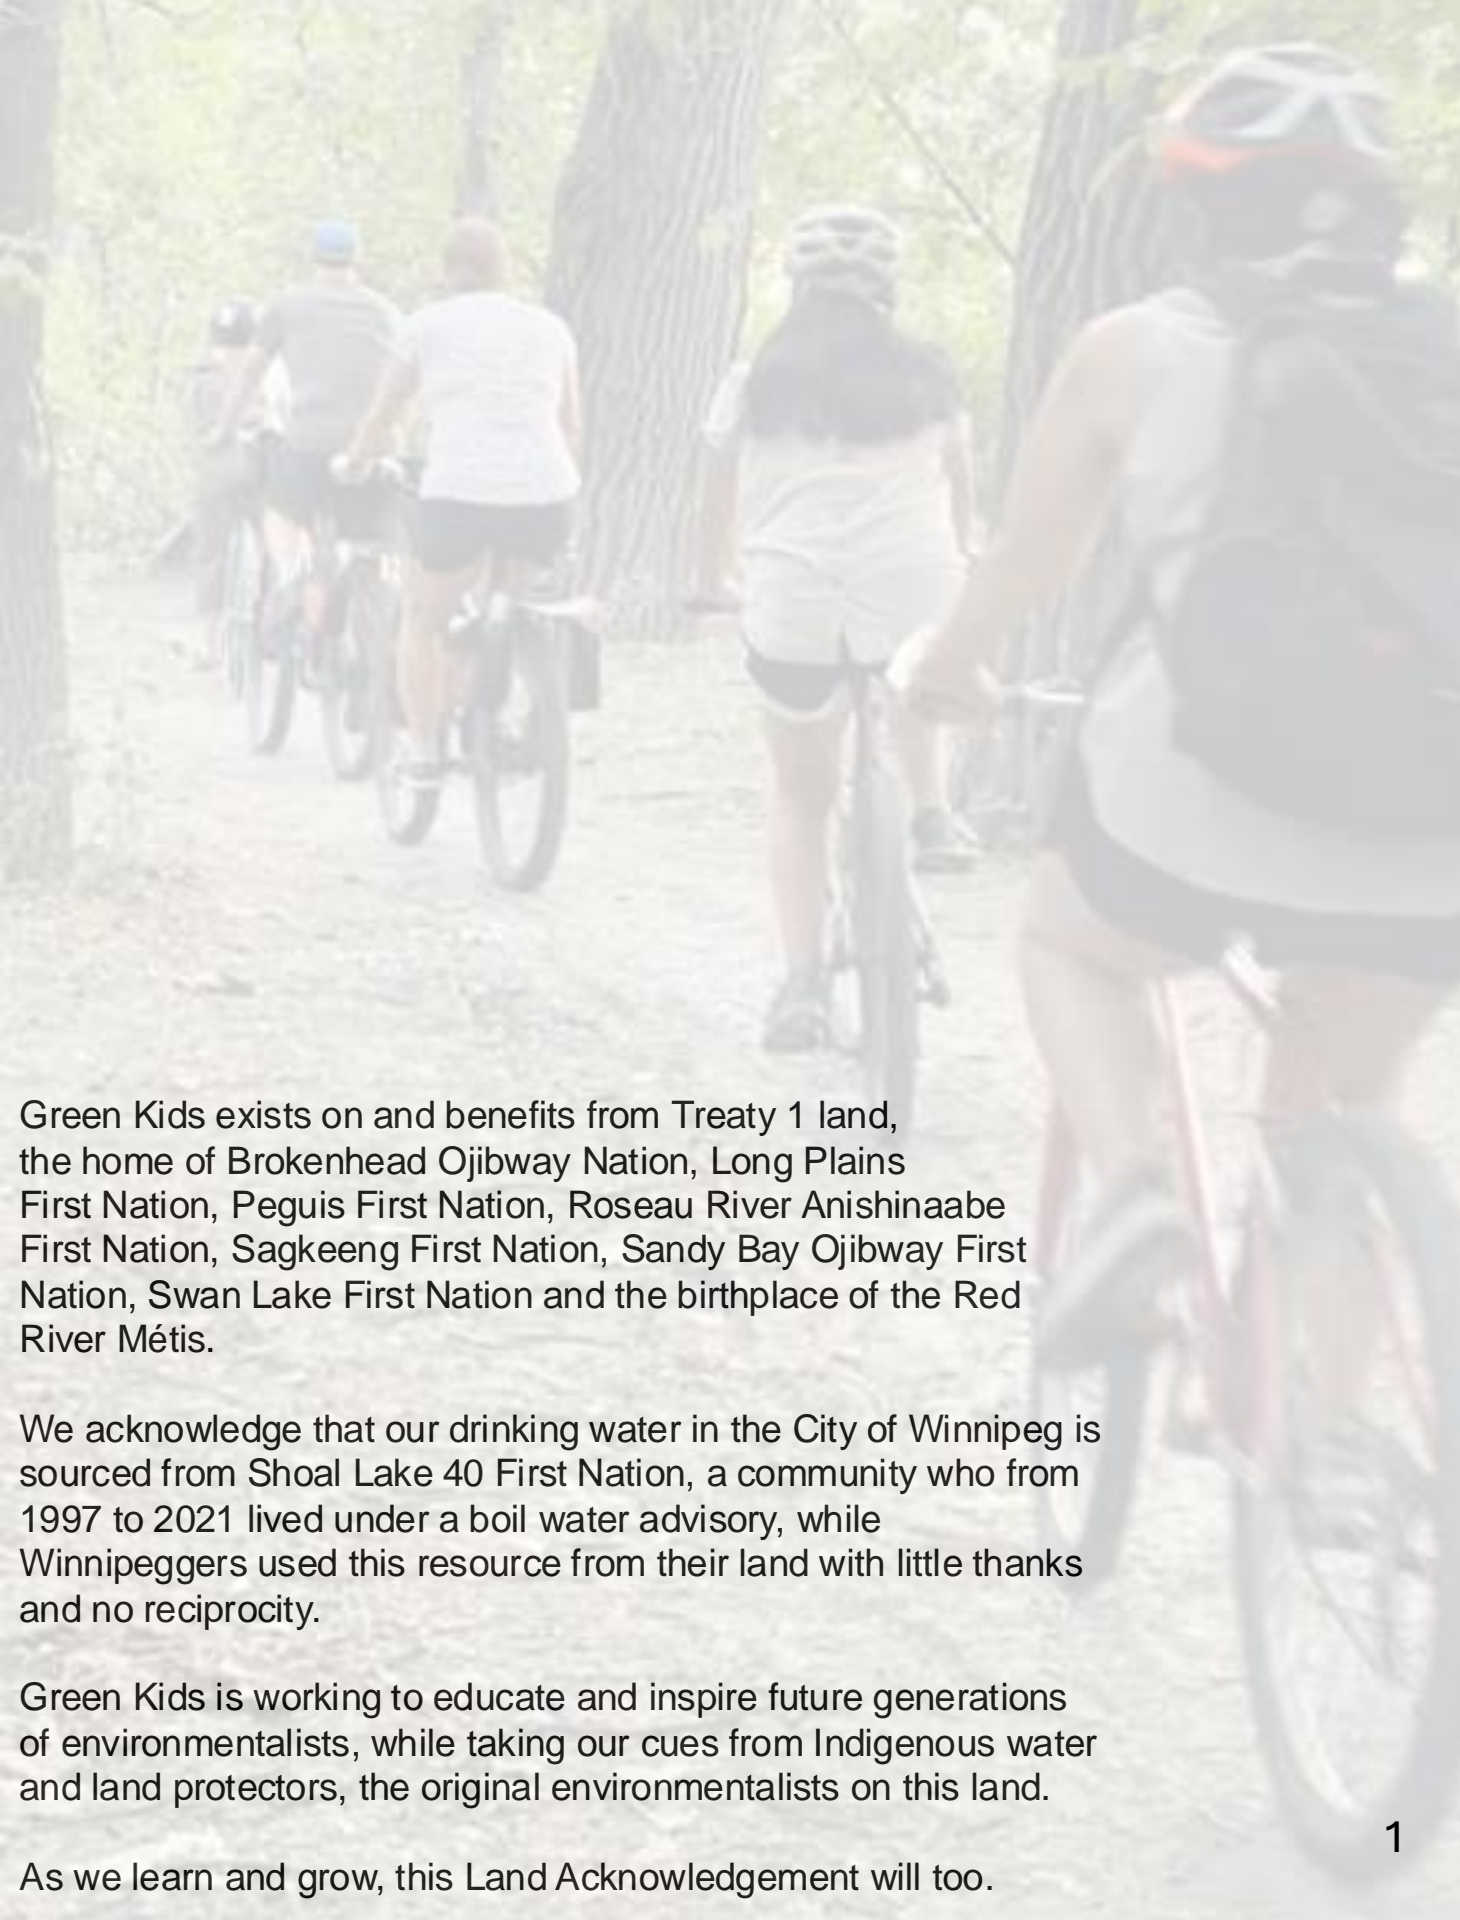 Green Kids exists on and benefits from Treaty 1 land,
the home of Brokenhead Ojibway Nation, Long Plains
First Nation, Peguis First Nation, Roseau River Anishinaabe
First Nation, Sagkeeng First Nation, Sandy Bay Ojibway First
Nation, Swan Lake First Nation and the birthplace of the Red
River Métis.
We acknowledge that our drinking water in the City of Winnipeg is
sourced from Shoal Lake 40 First Nation, a community who from
1997 to 2021 lived under a boil water advisory, while
Winnipeggers used this resource from their land with little thanks
and no reciprocity.
Green Kids is working to educate and inspire future generations
of environmentalists, while taking our cues from Indigenous water
and land protectors, the original environmentalists on this land.
1
As we learn and grow, this Land Acknowledgement will too.